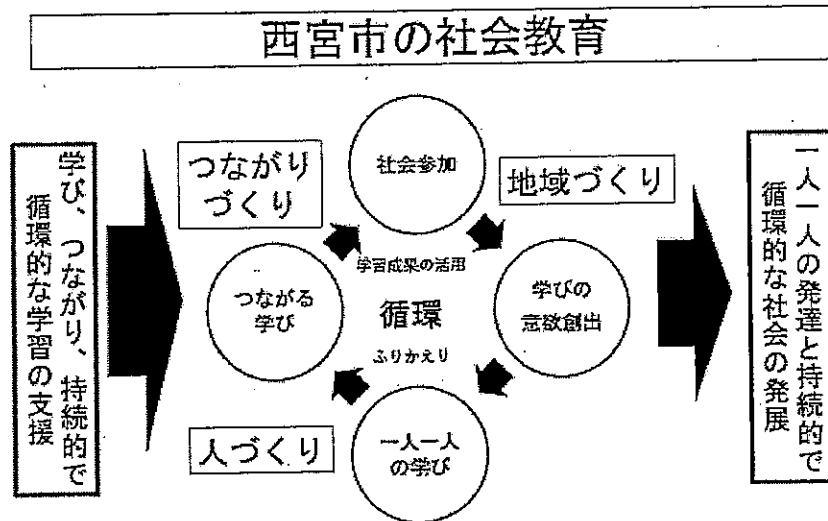 西宮市の社会教育
学び、つながり、持続的で
循環的な学習の支援
つながり
づくり
社会参加
地域づくり
つながる
学び
学習成果の活用
循環
ふりかえり
学びの
意欲創出
人づくり
一人一人
の学び
一人一人の発達と持続的で
循環的な社会の発展